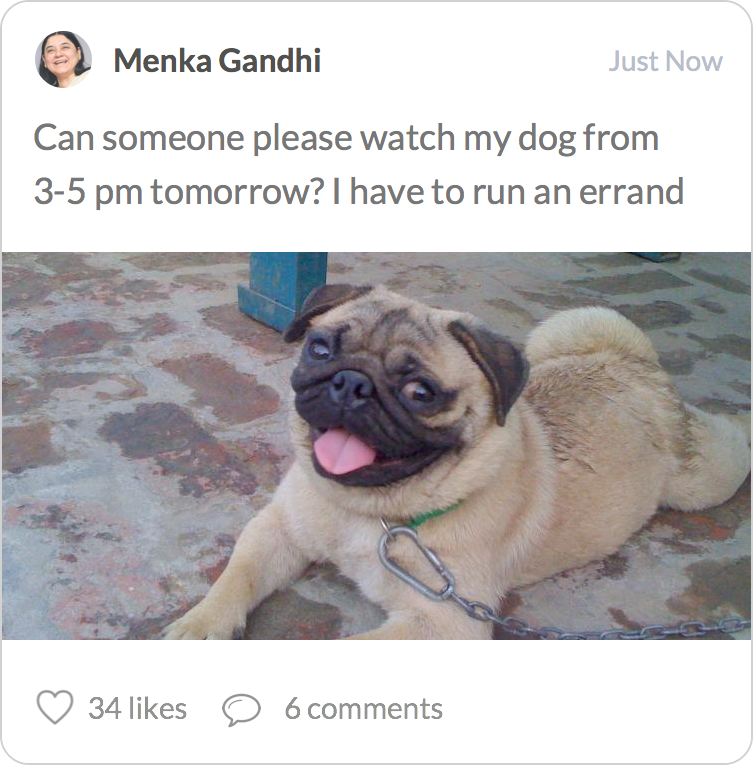 Menka Gandhi
Just Now
Can someone please watch my dog from
3-5 pm tomorrow? I have to run an errand
34 likes
6 comments